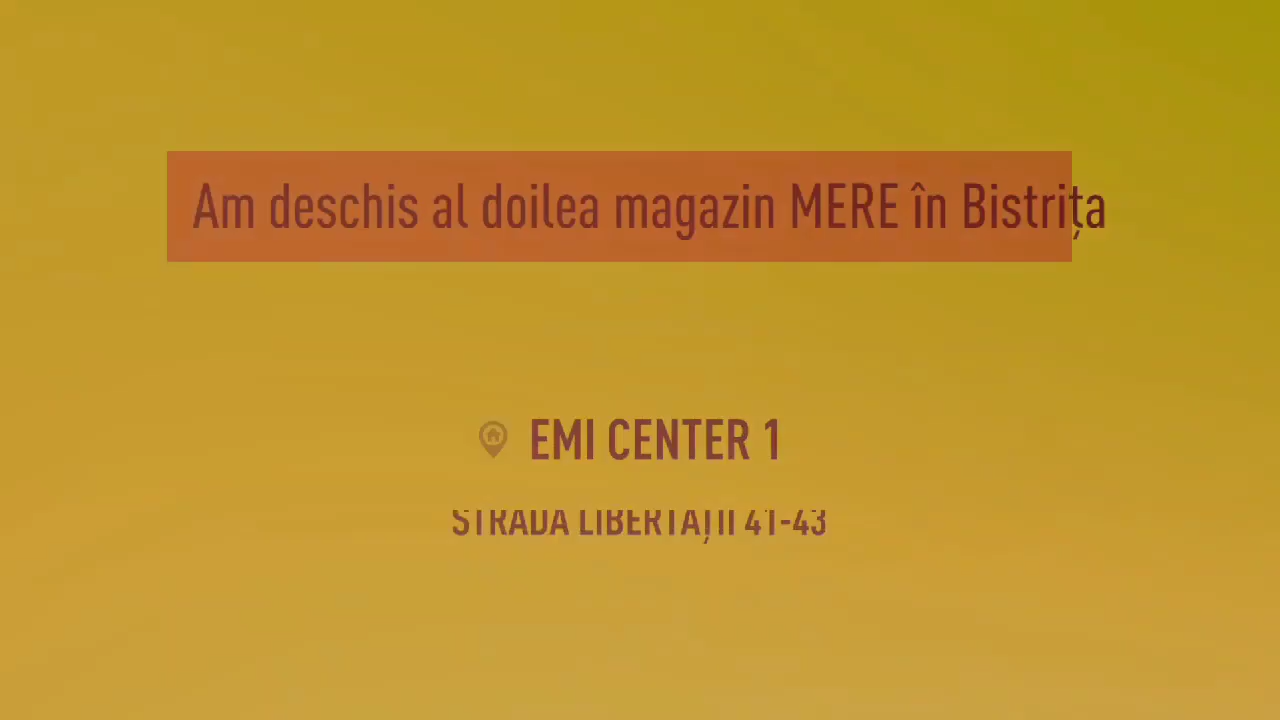 Am deschis al doilea magazin MERE în Bistrița
EMI CENTER 1
STRADA LIBERTĂȚII 41-43